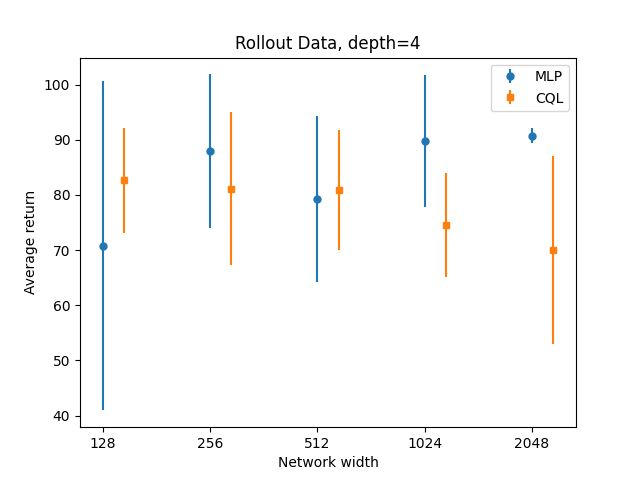 Rollout Data, depth=4
MLP
CQL
Average return
100
90
80
70
60
50
40
128
256
512
1024
2048
Network width